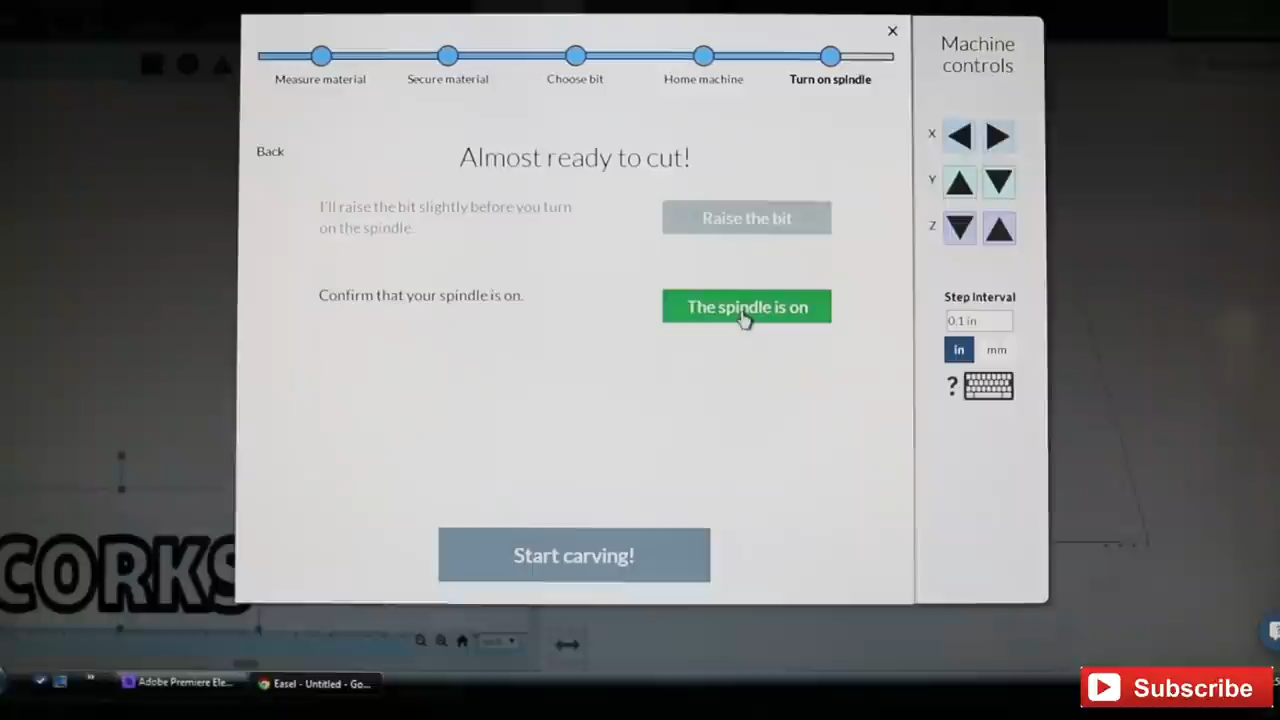 Measure material
Secure material
Choose bit
Home machine
Turn on spindle
Back
Almost ready to cut!
I'll raise the bit slightly before you turn
on the spindle.
Raise the bit
Confirm that your spindle is on.
The spindle is on
Start carving!
Machine
controls
X
Y
Z
Step Interval
0.1 in
in
mm
?
CORKS
Adobe Premiere Ele...
Easel - Untitled - Go...
Subscribe